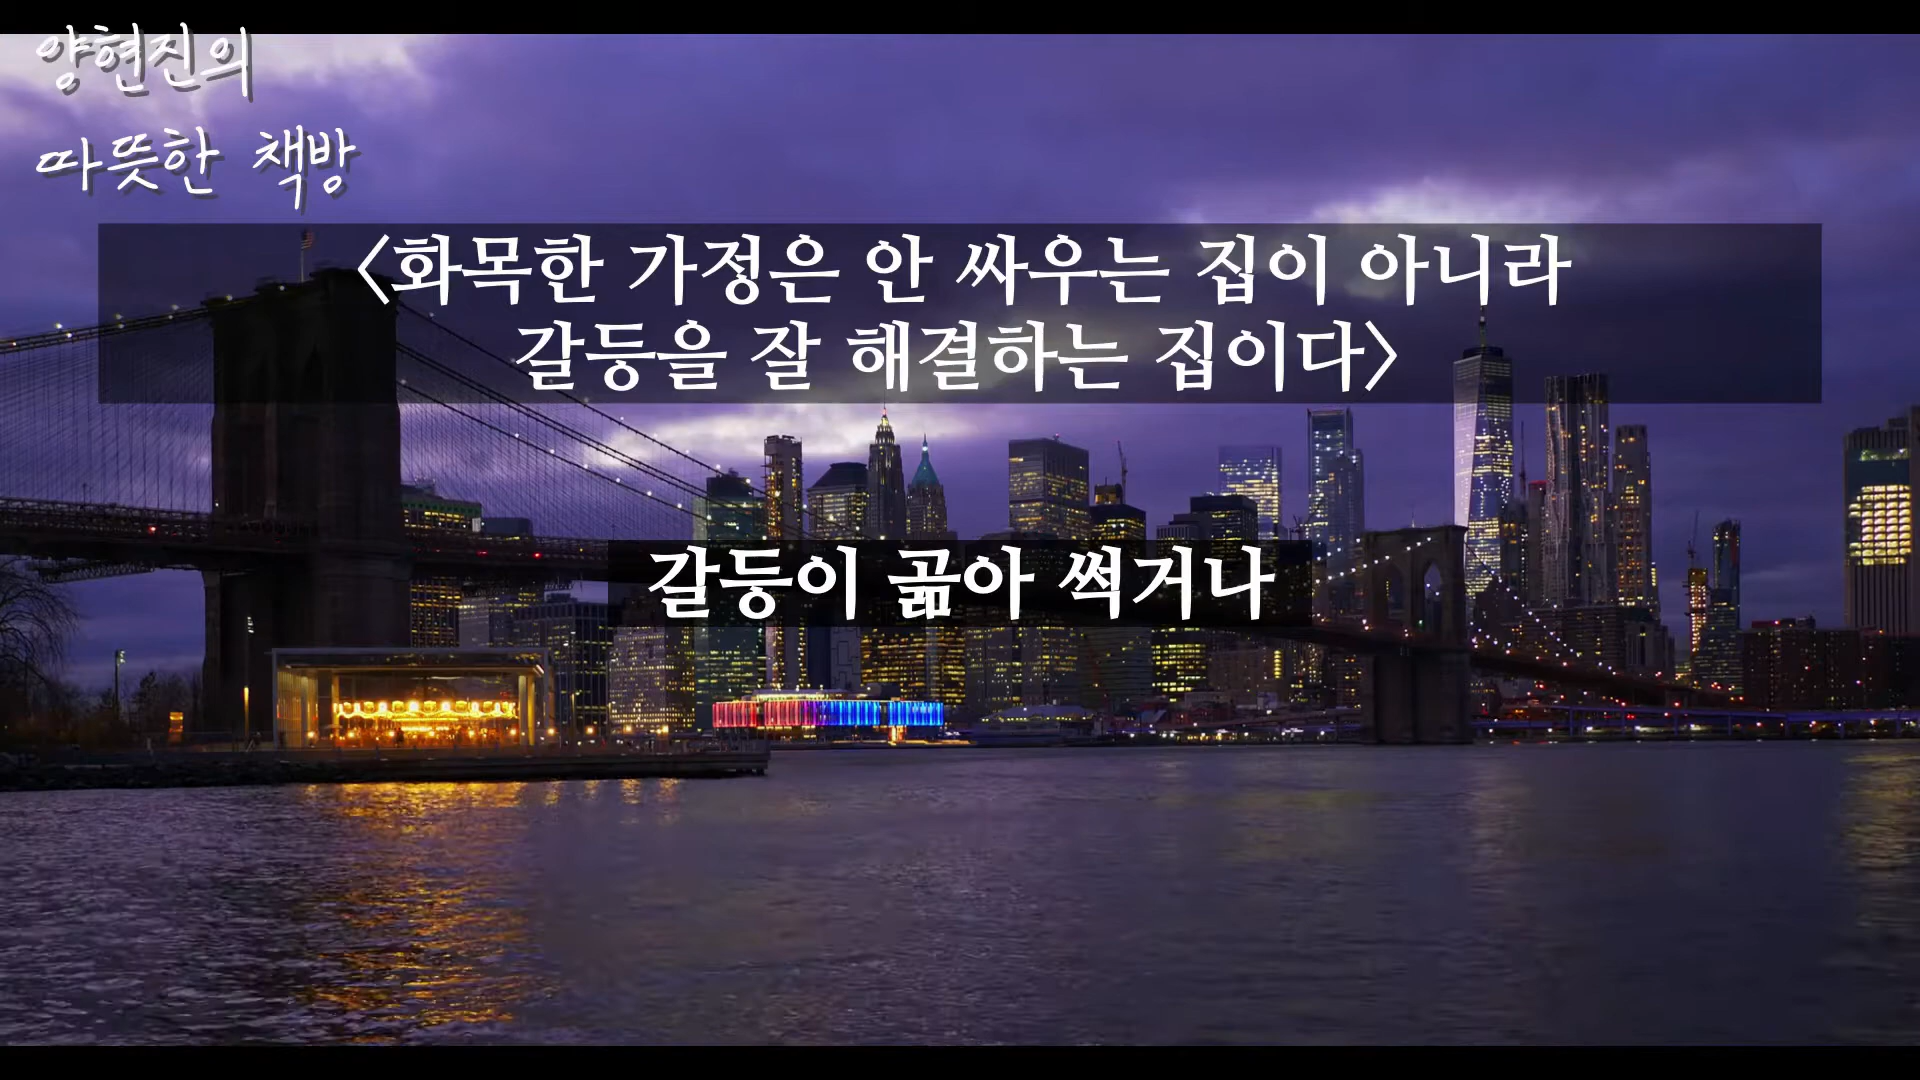 양현진의
따뜻한 책방
<화목한 가정은 안 싸우는 집이 아니라
갈등을 잘 해결하는 집이다>
갈등이 곪아 썩거나